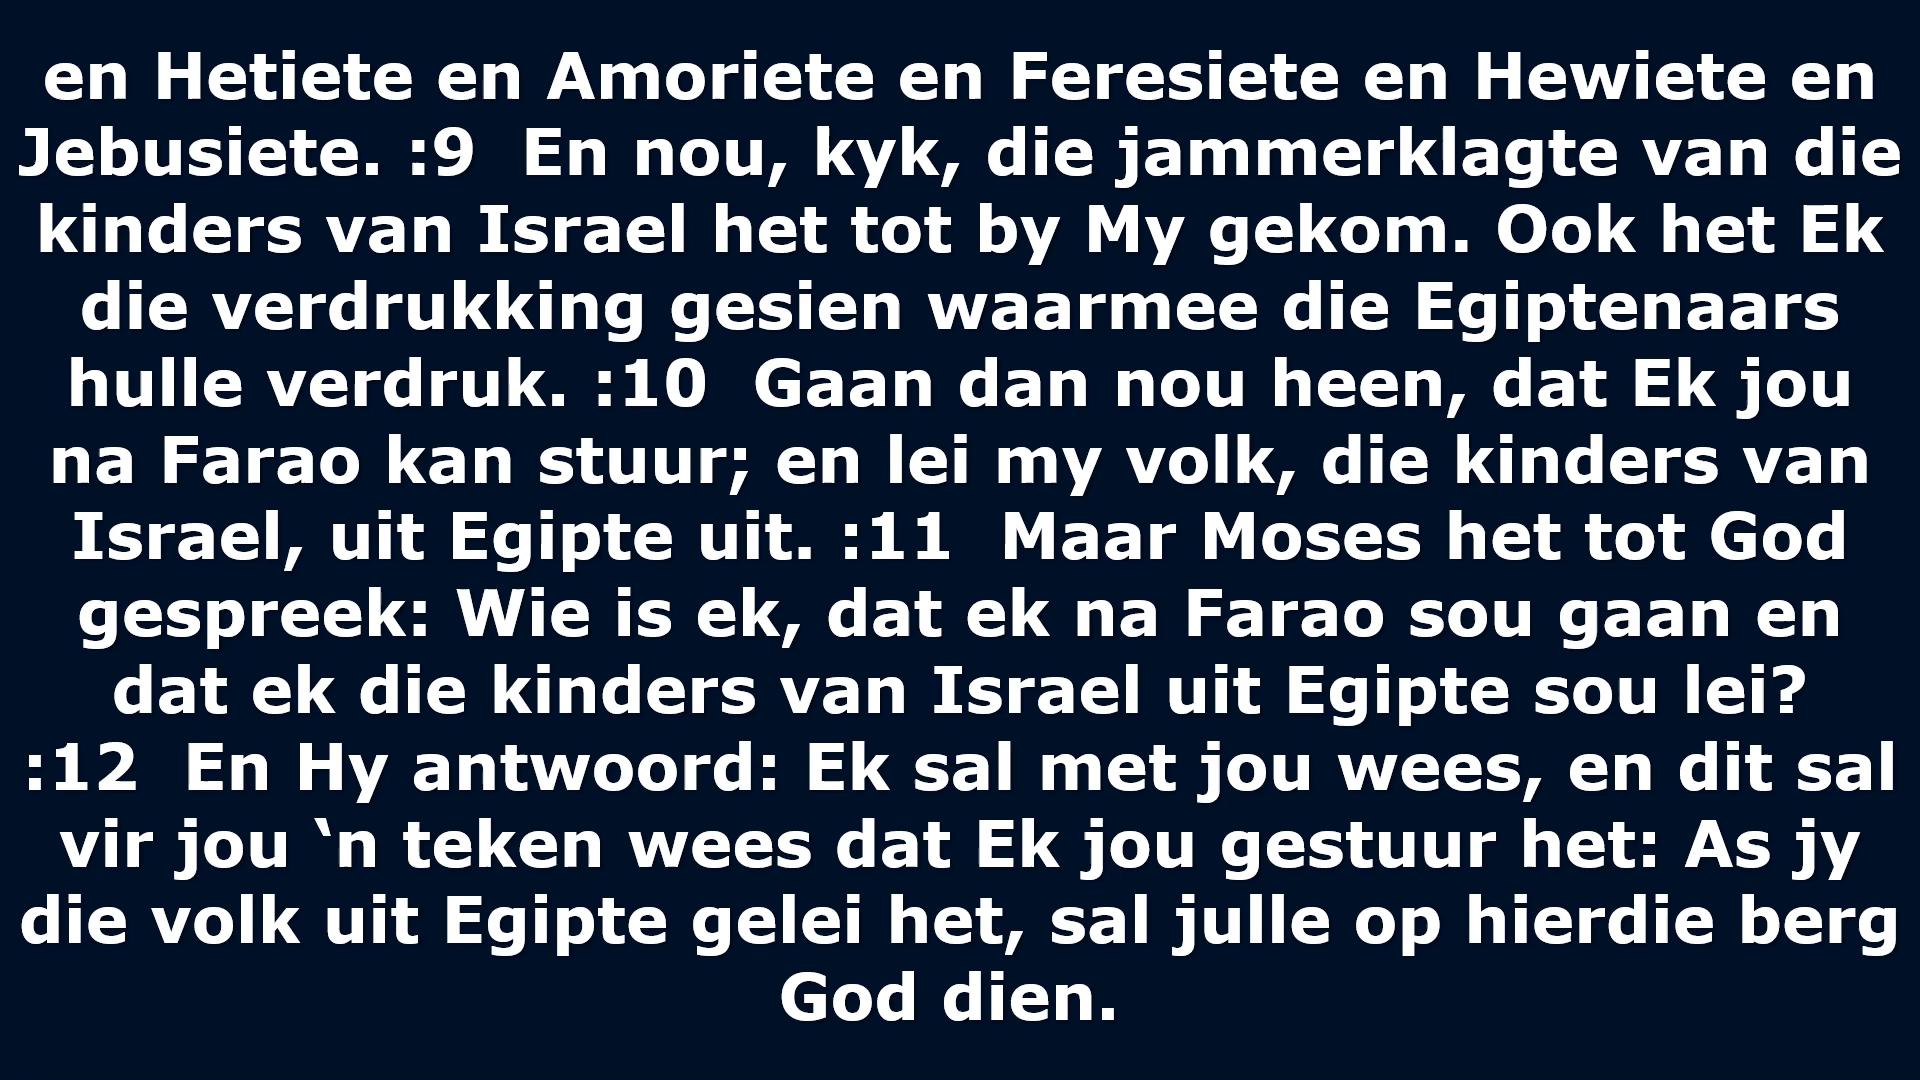 en Hetiete en Amoriete en Feresiete en Hewiete en
Jebusiete. :9  En nou, kyk, die jammerklagte van die
kinders van Israel het tot by My gekom. Ook het Ek
die verdrukking gesien waarmee die Egiptenaars
hulle verdruk. :10  Gaan dan nou heen, dat Ek jou
na Farao kan stuur; en lei my volk, die kinders van
Israel, uit Egipte uit. :11  Maar Moses het tot God
gespreek: Wie is ek, dat ek na Farao sou gaan en
dat ek die kinders van Israel uit Egipte sou lei?
:12  En Hy antwoord: Ek sal met jou wees, en dit sal
vir jou ‛n teken wees dat Ek jou gestuur het: As jy
die volk uit Egipte gelei het, sal julle op hierdie berg
God dien.